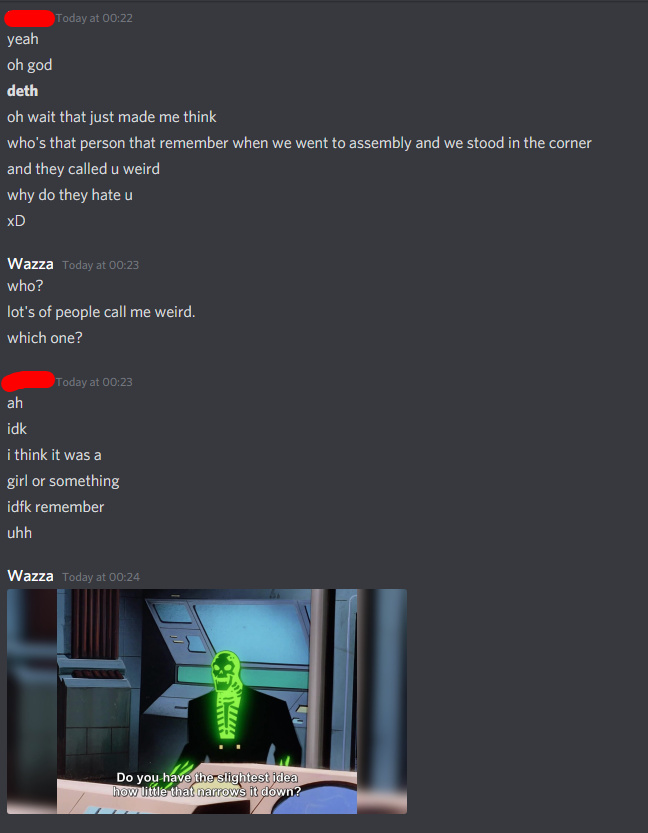 Today at 00:22
yeah
oh god
deth
oh wait that just made me think
who's that person that remember when we went to assembly and we stood in the corner
and they called u weird
why do they hate u
xD
Wazza Today at 00:23
who?
lot's of people call me weird.
which one?
Today at 00:23
ah
idk
i think it was a
girl or something
idfk remember
uhh
Wazza Today at 00:24
Do you have the slightest idea
how little that narrows it down?